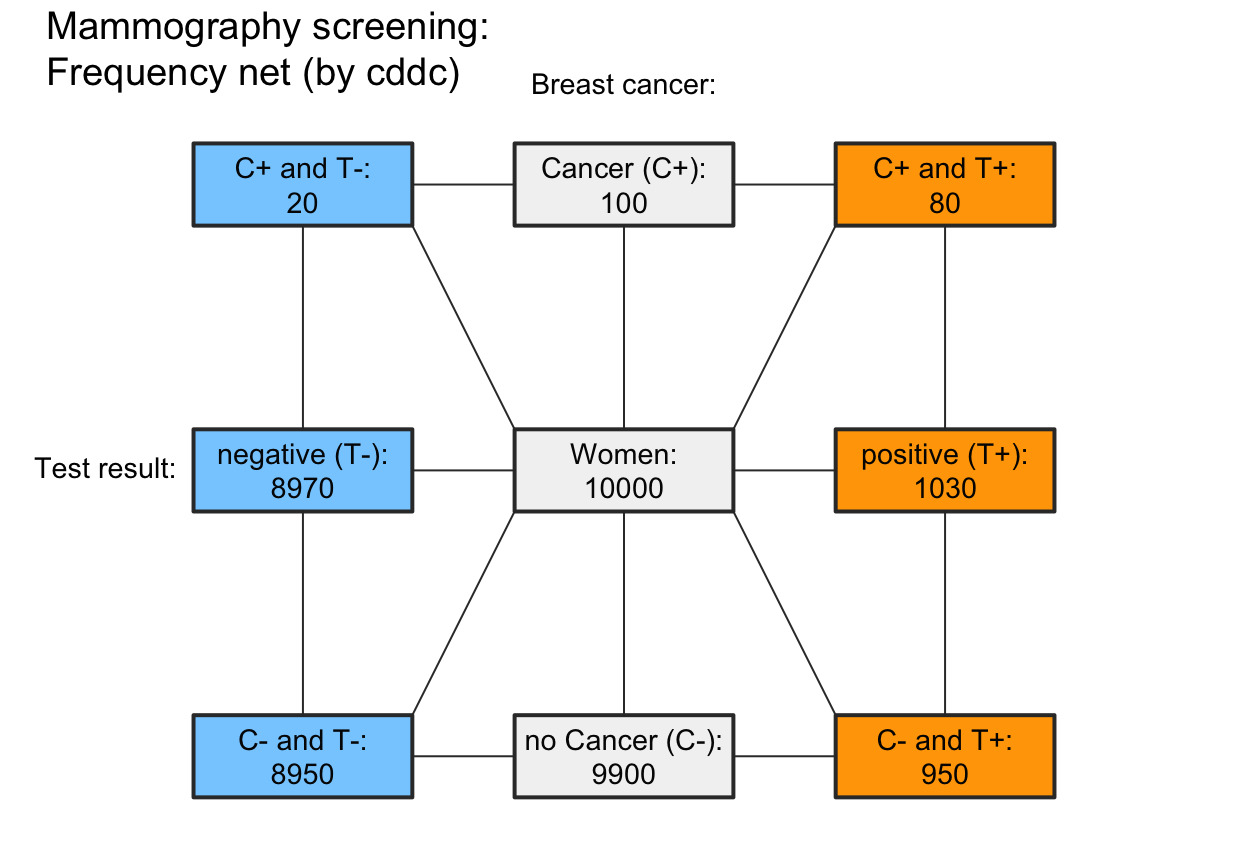 Mammography screening:
Frequency net (by cddc)
Breast cancer:
C+ and T-:
20
Cancer (C+):
100
C+ and T+:
80
Test result:
negative (T-):
8970
Women:
10000
positive (T+):
1030
C- and T-:
8950
no Cancer (C-):
9900
C- and T+:
950